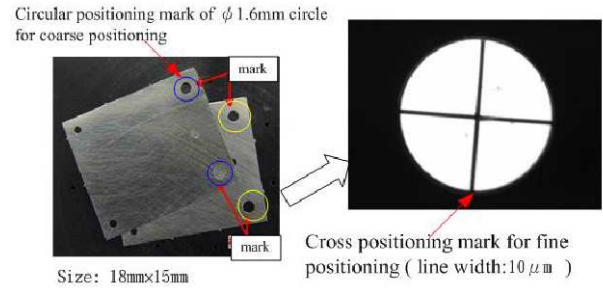 Circular positioning mark of ϕ 1.6mm circle
for coarse positioning
mark
mark
Size: 18mm×15mm
Cross positioning mark for fine
positioning ( line width:10μm )